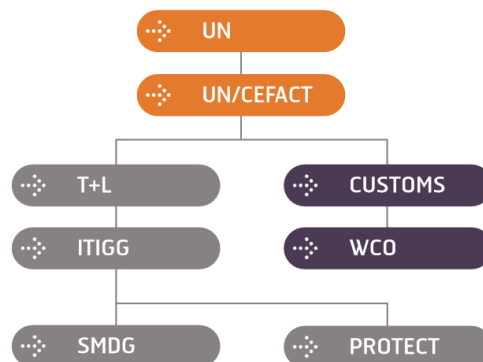 UN
UN/CEFACT
T+L
CUSTOMS
ITIGG
WCO
SMDG
PROTECT